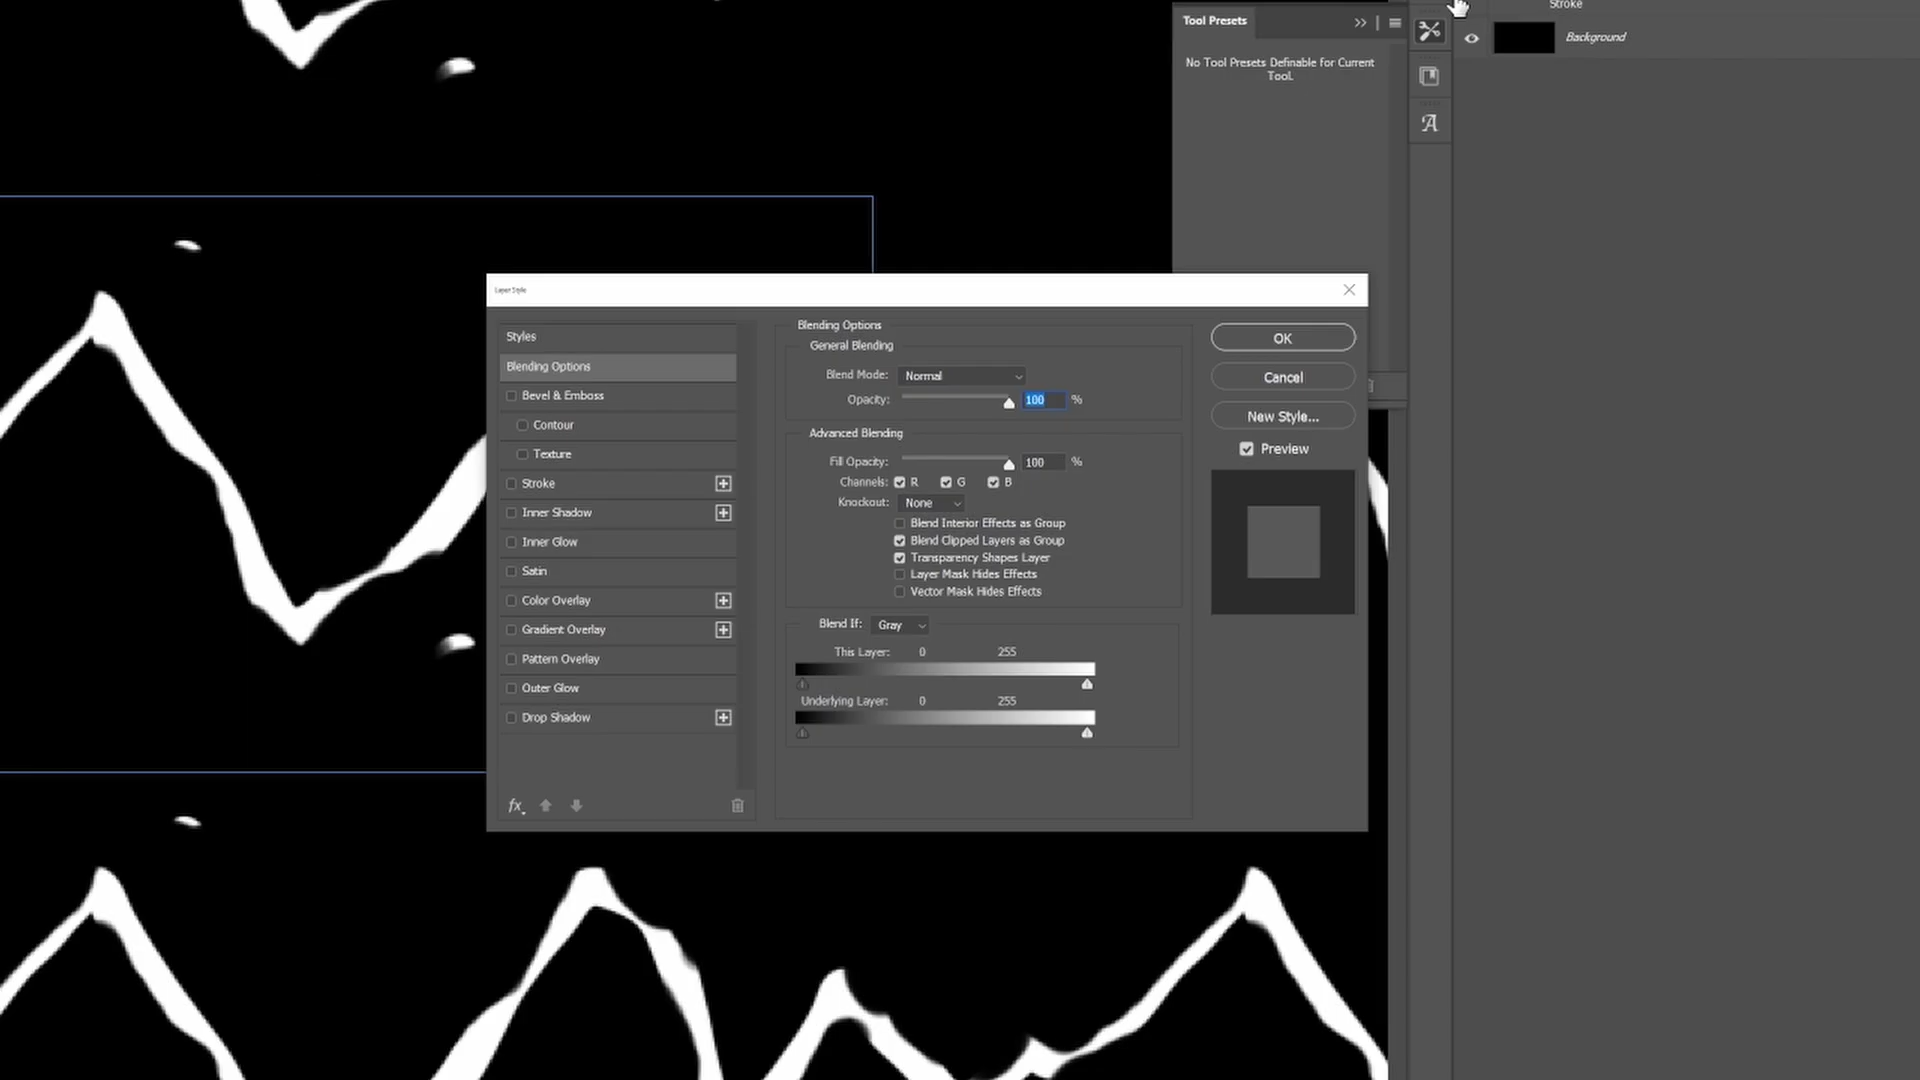 Stroke
Tool Presets
Background
No Tool Presets Definable for Current
Tool.
Layer Style
Styles
Blending Options
Bevel & Emboss
Contour
Texture
Stroke
Inner Shadow
Inner Glow
Satin
Color Overlay
Gradient Overlay
Pattern Overlay
Outer Glow
Drop Shadow
fx
Blending Options
General Blending
Blend Mode: Normal
Opacity: 100 %
Advanced Blending
Fill Opacity: 100 %
Channels: R G B
Knockout: None
Blend Interior Effects as Group
Blend Clipped Layers as Group
Transparency Shapes Layer
Layer Mask Hides Effects
Vector Mask Hides Effects
Blend If: Gray
This Layer: 0 255
Underlying Layer: 0 255
OK
Cancel
New Style...
Preview